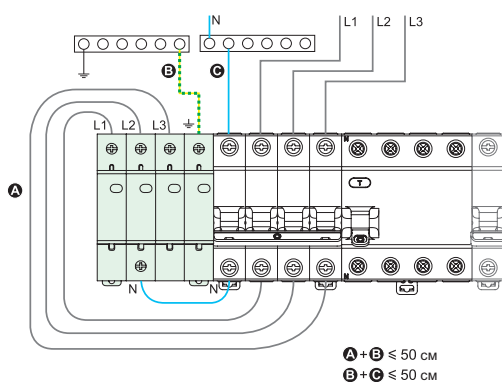 N
L1 L2 L3
B C
L1 L2 L3
N
T
A
N N
N
A + B ≤ 50 см
B + C ≤ 50 см